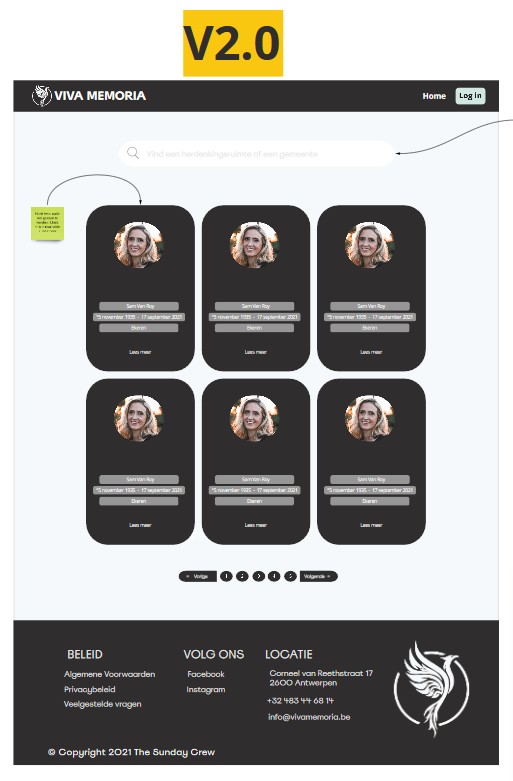 V2.0
VIVA MEMORIA
Home
Log in
Vind een herdenkingsruimte of een gemeente
Sam Van Roy
*5 november 1935 - 17 september 2021
Ekeren
Lees meer
Sam Van Roy
*5 november 1935 - 17 september 2021
Ekeren
Lees meer
Sam Van Roy
*5 november 1935 - 17 september 2021
Ekeren
Lees meer
Sam Van Roy
*5 november 1935 - 17 september 2021
Ekeren
Lees meer
Sam Van Roy
*5 november 1935 - 17 september 2021
Ekeren
Lees meer
Sam Van Roy
*5 november 1935 - 17 september 2021
Ekeren
Lees meer
« Vorige 1 2 3 4 5 Volgende »
BELEID
Algemene Voorwaarden
Privacybeleid
Veelgestelde vragen
VOLG ONS
Facebook
Instagram
LOCATIE
Corneel van Reethstraat 17
2600 Antwerpen
+32 483 44 68 14
info@vivamemoria.be
© Copyright 2021 The Sunday Crew